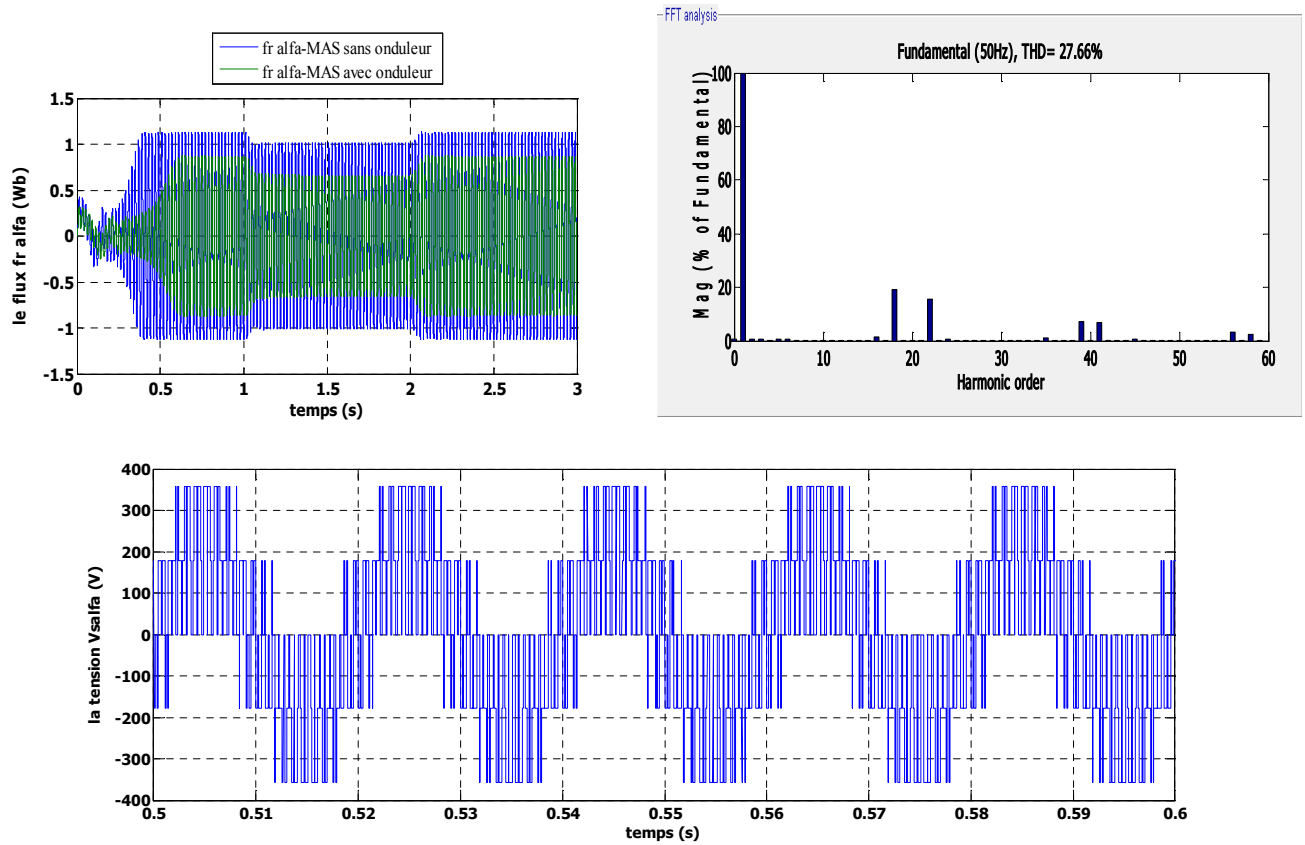 fr alfa-MAS sans onduleur
fr alfa-MAS avec onduleur
le flux fr alfa (Wb)
1.5
1
0.5
0
-0.5
-1
-1.5
0 0.5 1 1.5 2 2.5 3
temps (s)
FFT analysis
Fundamental (50Hz), THD= 27.66%
Mag (% of Fundamental)
100
80
60
40
20
0
0 10 20 30 40 50 60
Harmonic order
la tension Vsalfa (V)
400
300
200
100
0
-100
-200
-300
-400
0.5 0.51 0.52 0.53 0.54 0.55 0.56 0.57 0.58 0.59 0.6
temps (s)